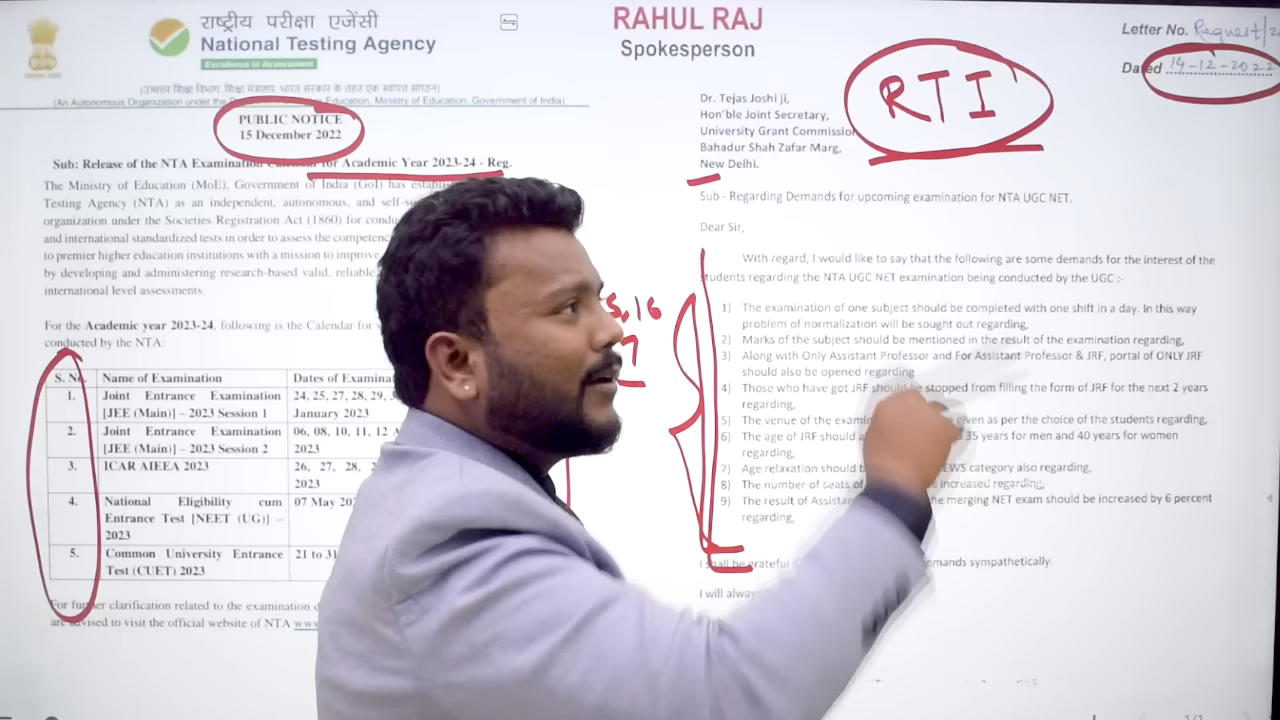 राष्ट्रीय परीक्षा एजेंसी
National Testing Agency
Excellence in Assessment
(An Autonomous Organization under the Education, Ministry of Education, Government of India)
PUBLIC NOTICE
15 December 2022
Sub: Release of the NTA Examination Calendar for Academic Year 2023-24 - Reg.
The Ministry of Education (MoE), Government of India (GoI) has
Testing Agency (NTA) as an independent, autonomous, and
organization under the Societies Registration Act (1860) for
and international standardized tests in order to assess the
to premier higher education institutions with a mission to improve
by developing and administering research-based valid, reliable,
international level assessments.
For the Academic year 2023-24, following is the Calendar for
conducted by the NTA:
S. No. Name of Examination Dates of
1. Joint Entrance Examination 24, 25, 27, 28, 29,
[JEE (Main)] – 2023 Session 1 January 2023
2. Joint Entrance Examination 06, 08, 10, 11, 12
[JEE (Main)] – 2023 Session 2 2023
3. ICAR AIEEA 2023 26, 27, 28,
2023
4. National Eligibility cum 07 May
Entrance Test [NEET (UG)] –
2023
5. Common University Entrance 21 to 31
Test (CUET) 2023
For further clarification related to the examination
are advised to visit the official website of NTA
16
7
RAHUL RAJ
Spokesperson
Letter No. Request/
Dated 14-12-2022
RTI
Dr. Tejas Joshi ji,
Hon'ble Joint Secretary,
University Grant Commission
Bahadur Shah Zafar Marg,
New Delhi.
Sub - Regarding Demands for upcoming examination for NTA UGC NET.
Dear Sir,
With regard, I would like to say that the following are some demands for the interest of the
students regarding the NTA UGC NET examination being conducted by the UGC :-
1) The examination of one subject should be completed with one shift in a day. In this way
problem of normalization will be sought out regarding,
2) Marks of the subject should be mentioned in the result of the examination regarding,
3) Along with Only Assistant Professor and For Assistant Professor & JRF, portal of ONLY JRF
should also be opened regarding
4) Those who have got JRF should be stopped from filling the form of JRF for the next 2 years
regarding,
5) The venue of the given as per the choice of the students regarding,
6) The age of JRF should 35 years for men and 40 years for women
regarding,
7) Age relaxation should EWS category also regarding,
8) The number of seats of increased regarding,
9) The result of merging NET exam should be increased by 6 percent
regarding,
I shall be grateful demands sympathetically.
I will
1/1